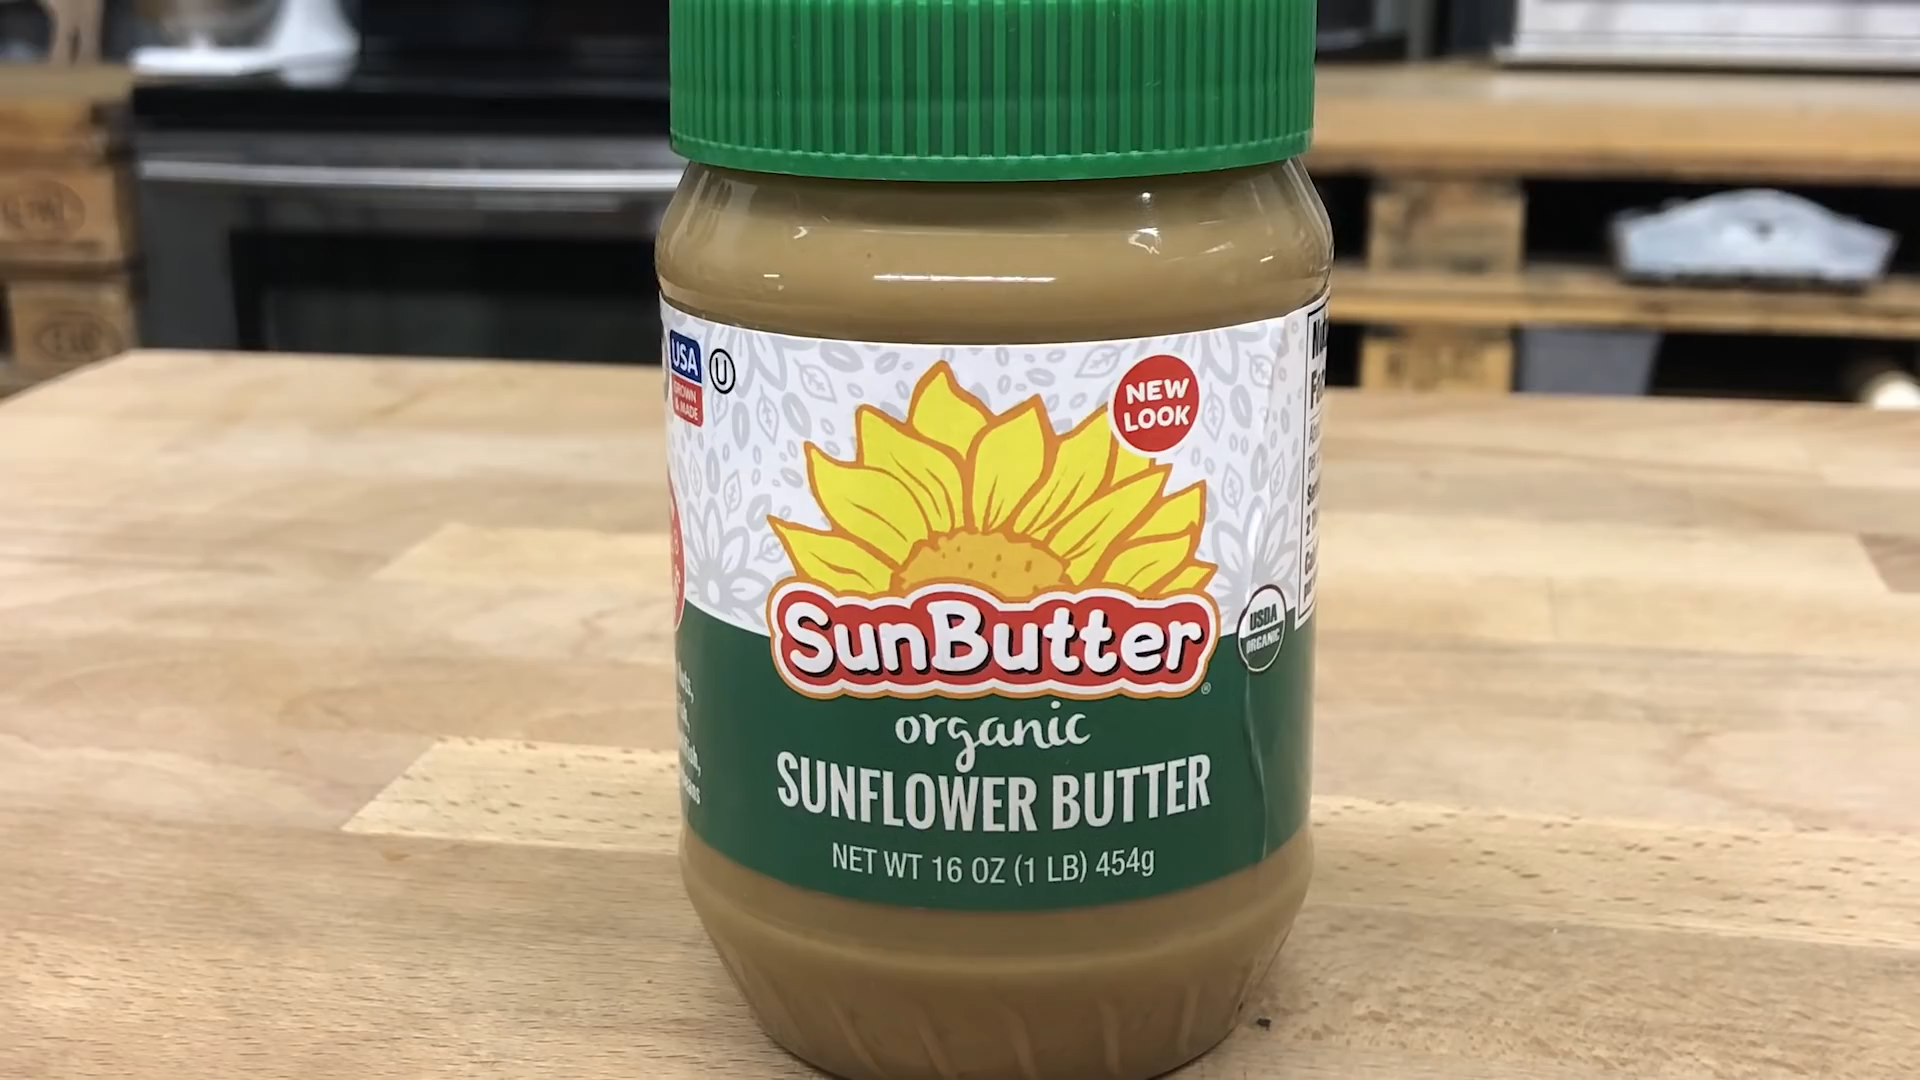 USA
GROWN
& MADE
U
NEW
LOOK
SunButter®
USDA
ORGANIC
organic
SUNFLOWER BUTTER
NET WT 16 OZ (1 LB) 454g